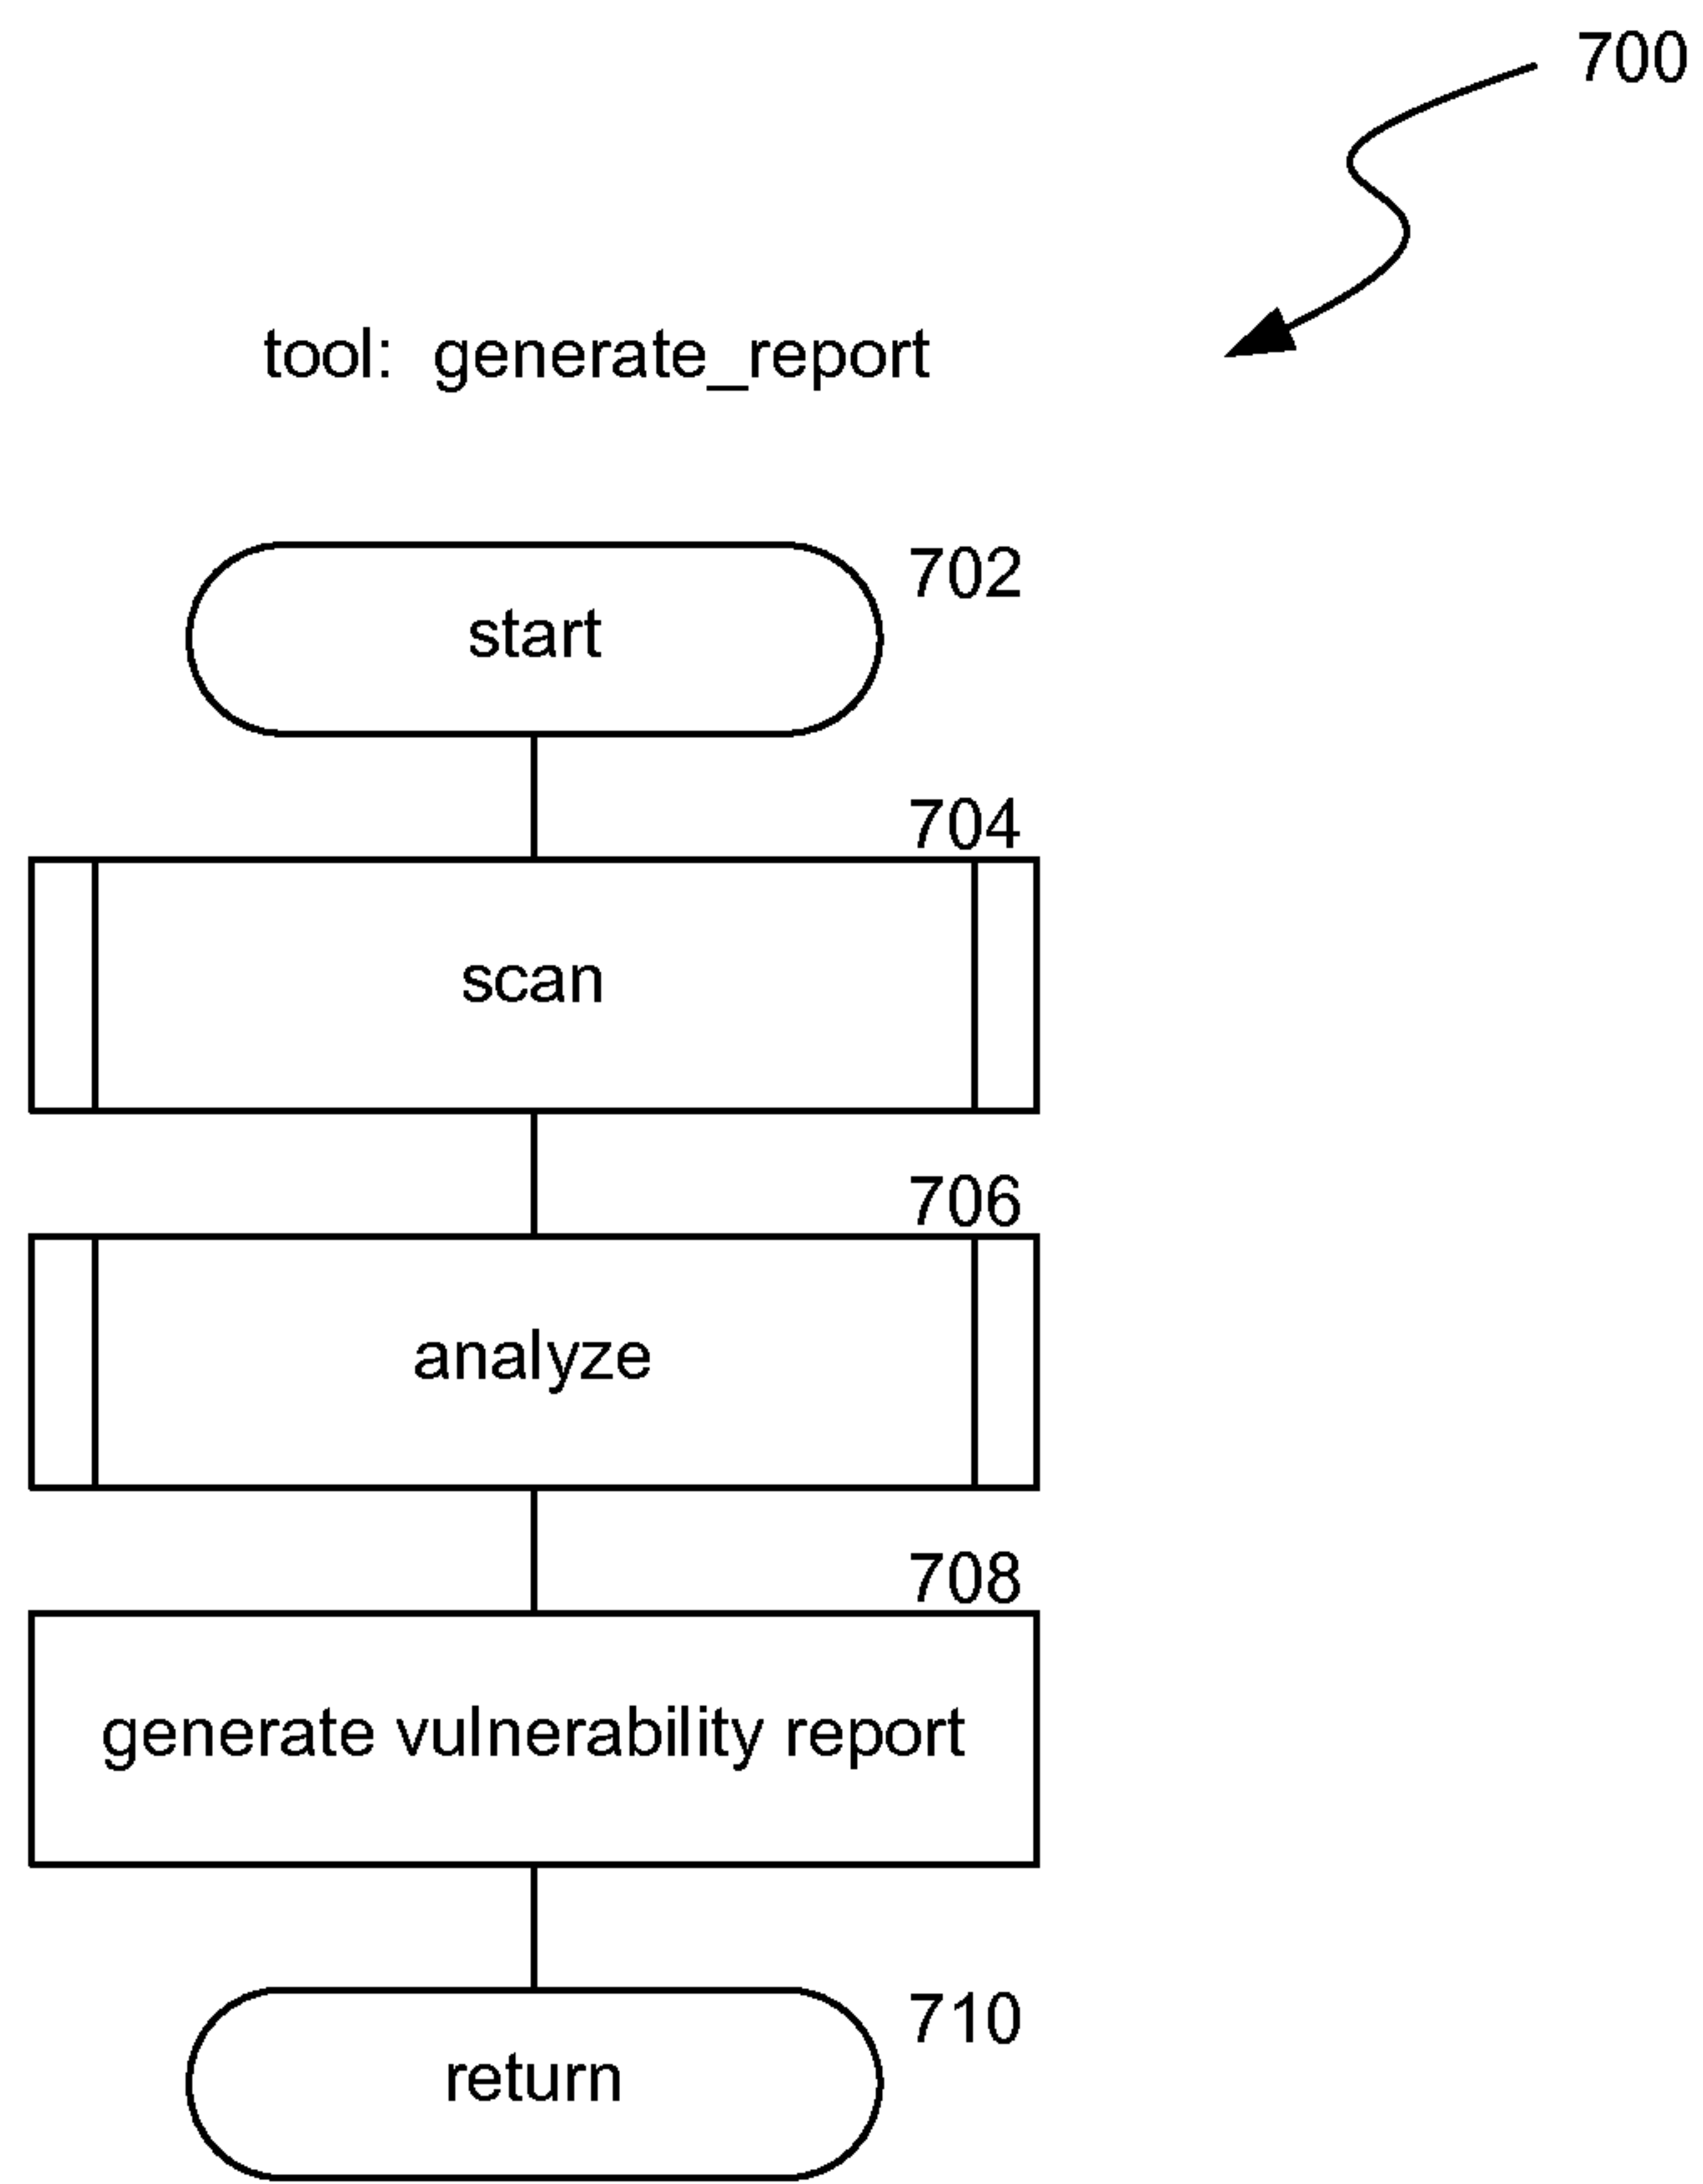 700
tool: generate_report
702
start
704
scan
706
analyze
708
generate vulnerability report
710
return